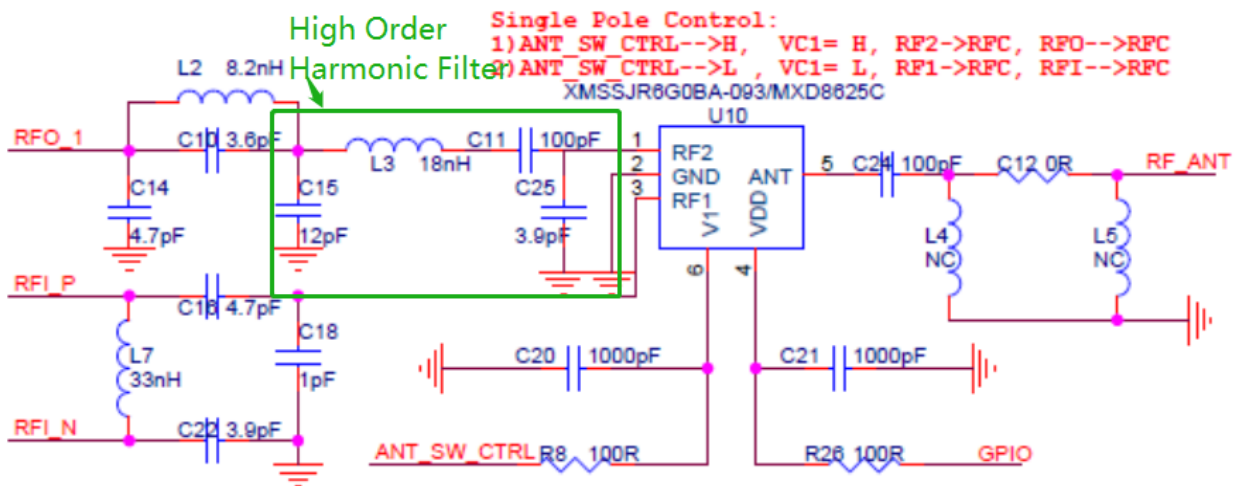 High Order
Harmonic Filter
Single Pole Control:
1)ANT_SW_CTRL-->H, VC1= H, RF2->RFC, RFO-->RFC
2)ANT_SW_CTRL-->L , VC1= L, RF1->RFC, RFI-->RFC
XMSSJR6G0BA-093/MXD8625C
U10
L2 8.2nH
RFO_1
C10 3.6pF
L3 18nH
C11 100pF
C14
4.7pF
C15
12pF
C25
3.9pF
1 RF2
2 GND
3 RF1
ANT 5
V1 6
VDD 4
C24 100pF
C12 0R
RF_ANT
L4
NC
L5
NC
RFI_P
C16 4.7pF
L7
33nH
C18
1pF
RFI_N
C22 3.9pF
C20 1000pF
C21 1000pF
ANT_SW_CTRL
R8 100R
R26 100R
GPIO